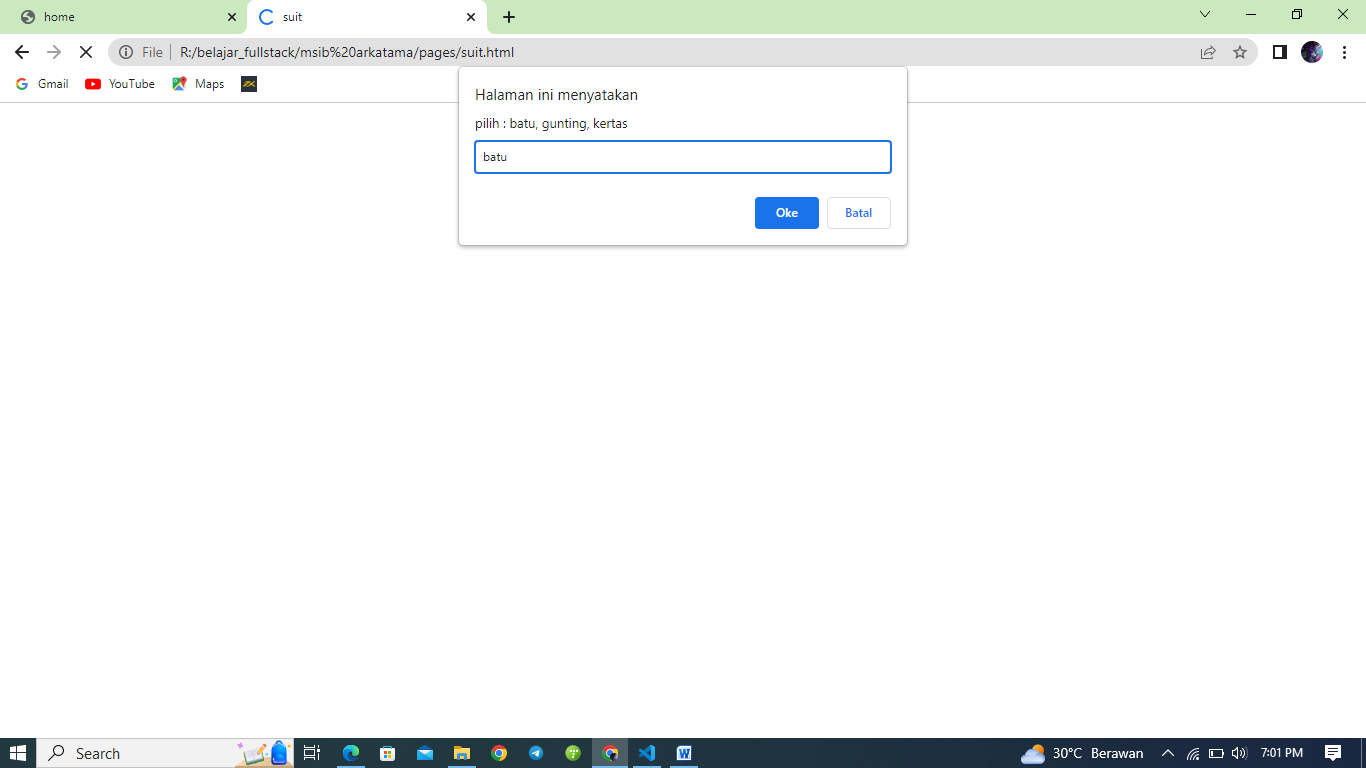 home
suit
File
R:/belajar_fullstack/msib%20arkatama/pages/suit.html
Gmail
YouTube
Maps
Halaman ini menyatakan
pilih : batu, gunting, kertas
batu
Oke
Batal
Search
30°C Berawan
7:01 PM